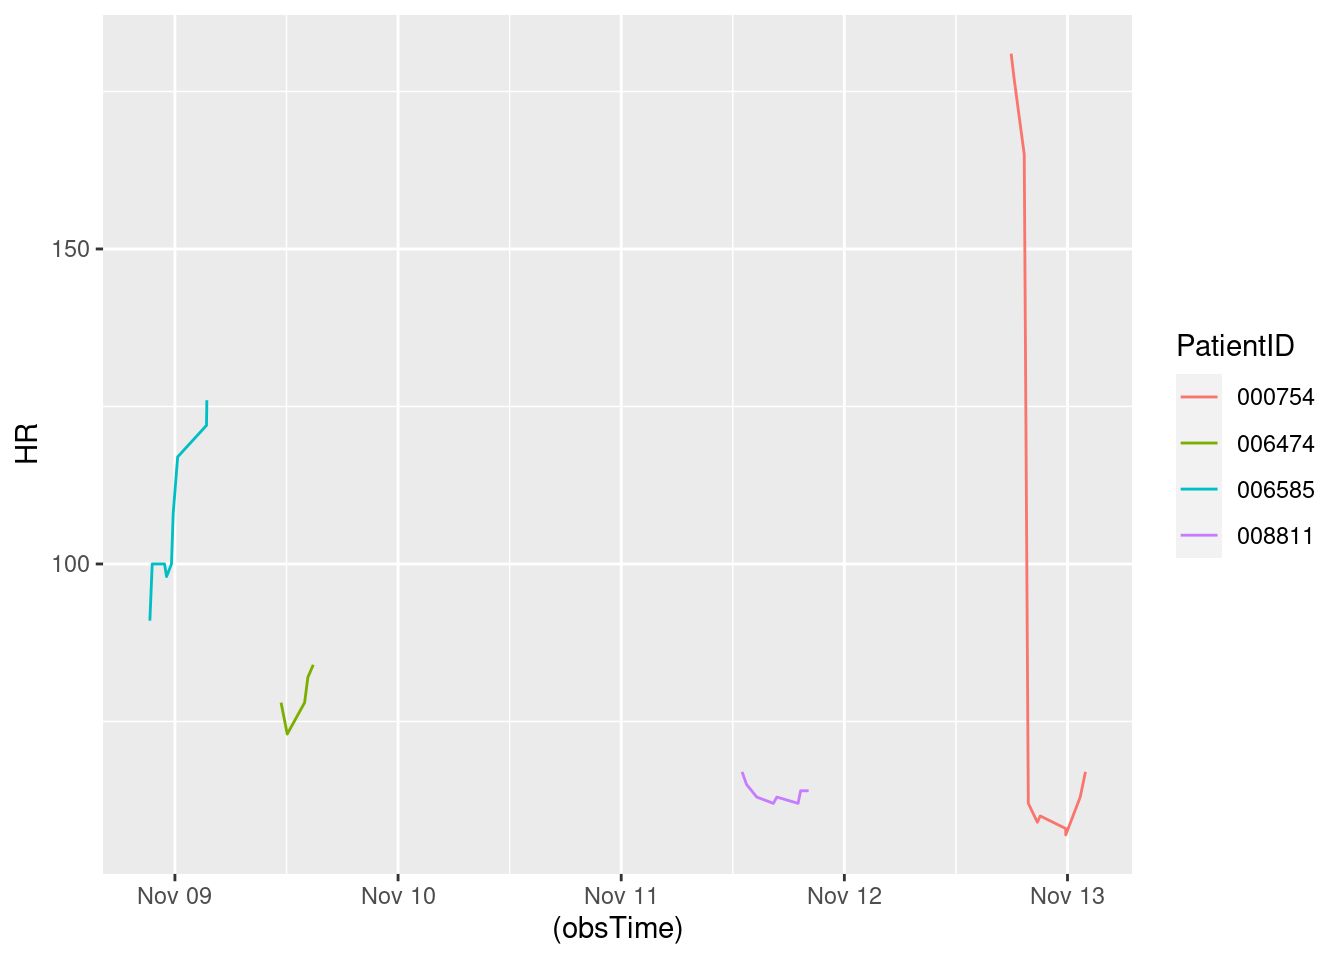 150
100
HR
Nov 09
Nov 10
Nov 11
Nov 12
Nov 13
(obsTime)
PatientID
000754
006474
006585
008811